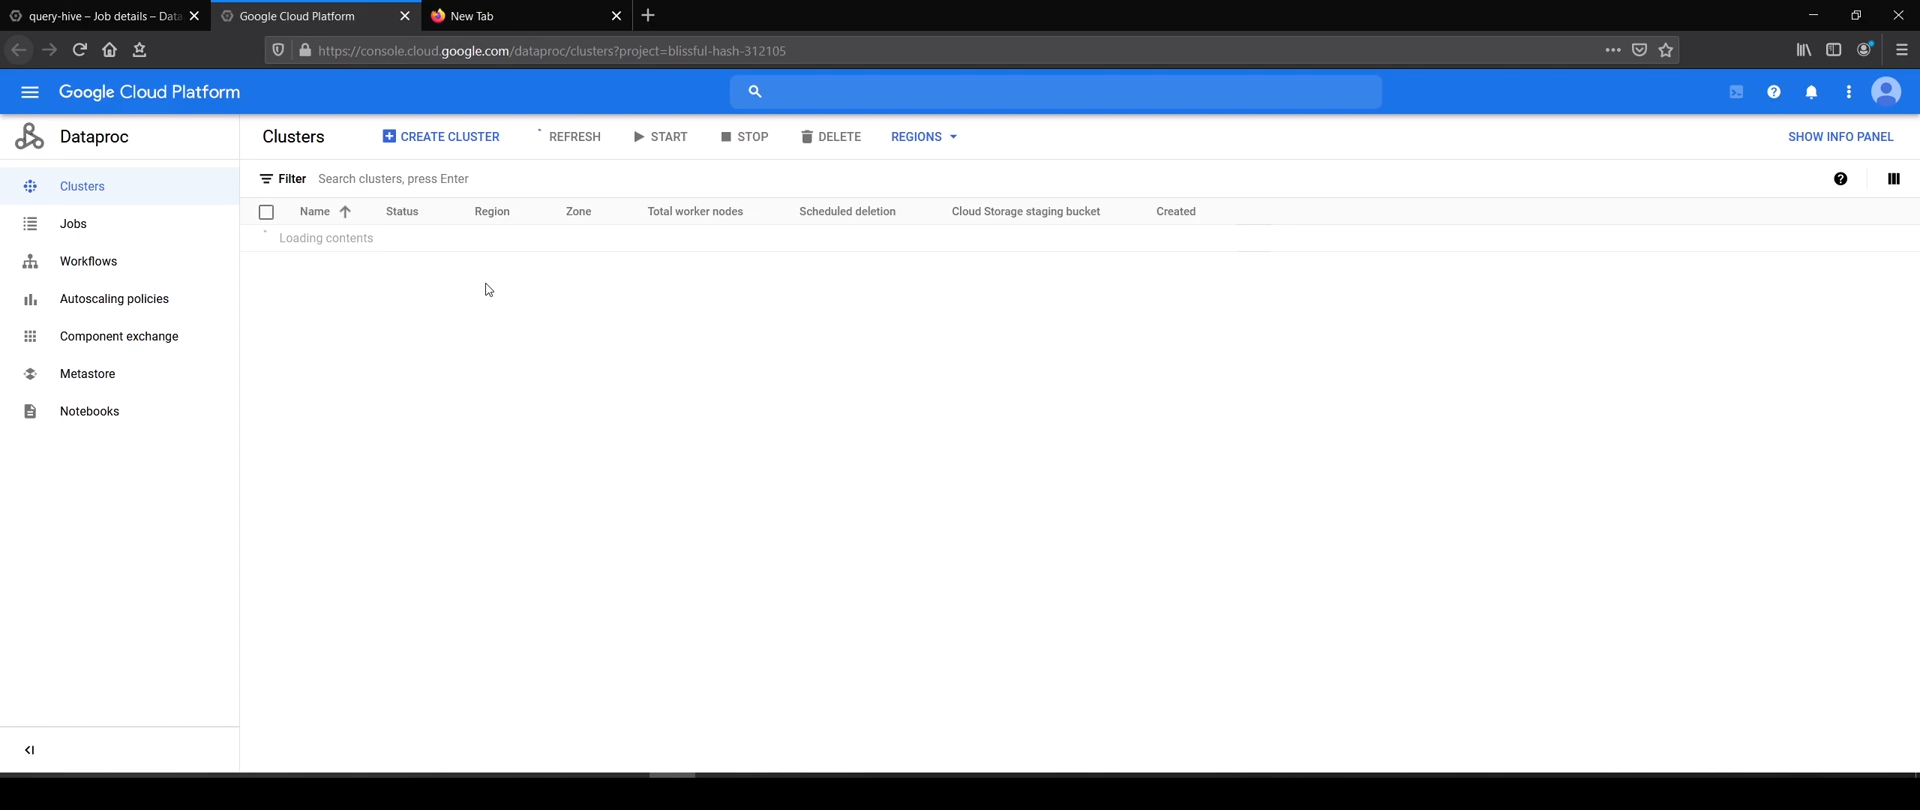 query-hive – Job details – Data
Google Cloud Platform
New Tab
https://console.cloud.google.com/dataproc/clusters?project=blissful-hash-312105
Google Cloud Platform
Dataproc
Clusters
CREATE CLUSTER
REFRESH
START
STOP
DELETE
REGIONS
SHOW INFO PANEL
Clusters
Jobs
Workflows
Autoscaling policies
Component exchange
Metastore
Notebooks
Filter Search clusters, press Enter
Name Status Region Zone Total worker nodes Scheduled deletion Cloud Storage staging bucket Created
Loading contents